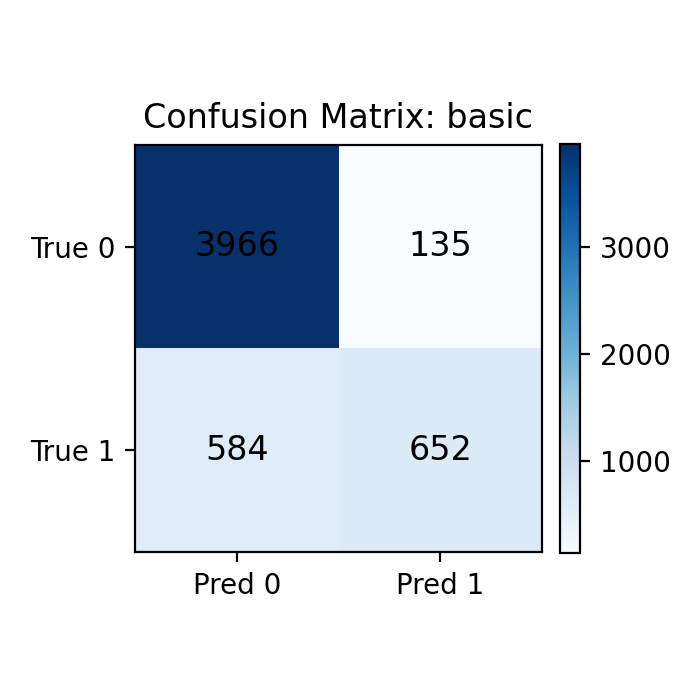 Confusion Matrix: basic
True 0
3966
135
3000
2000
True 1
584
652
1000
Pred 0
Pred 1